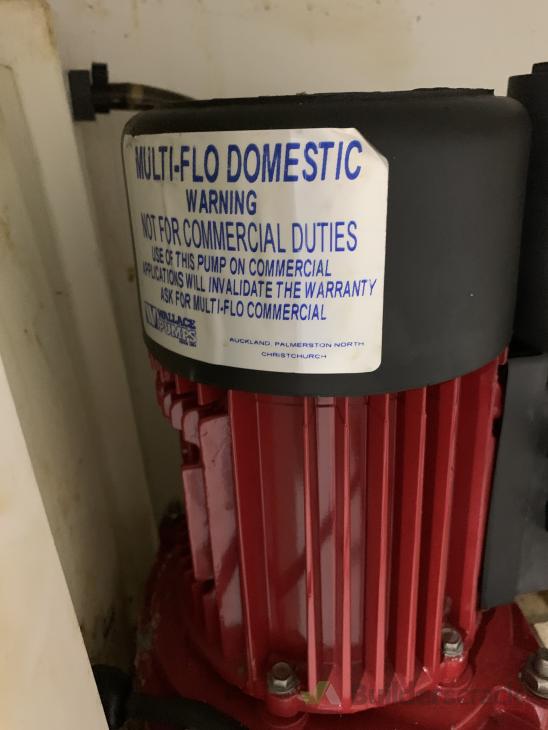 MULTI-FLO DOMESTIC
WARNING
NOT FOR COMMERCIAL DUTIES
USE OF THIS PUMP ON COMMERCIAL
APPLICATIONS WILL INVALIDATE THE WARRANTY
ASK FOR MULTI-FLO COMMERCIAL
WALLACE
PUMPS
AUCKLAND, PALMERSTON NORTH
CHRISTCHURCH
Builderscrack